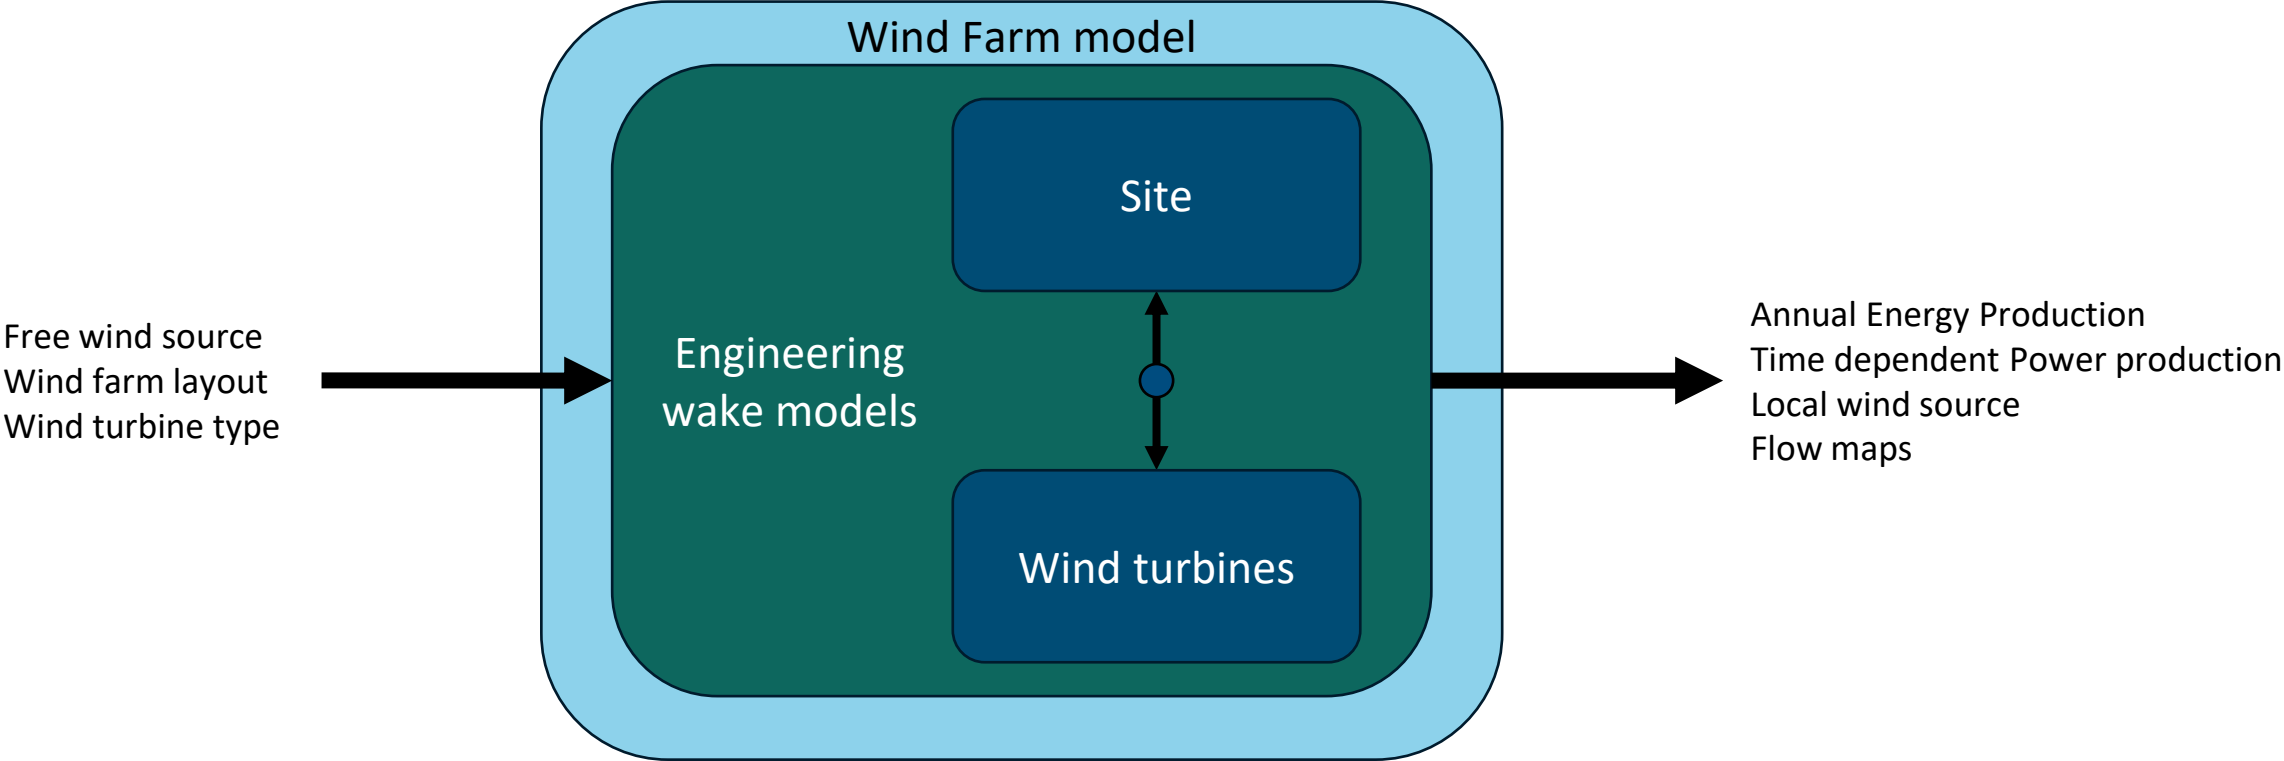 Wind Farm model
Free wind source
Wind farm layout
Wind turbine type
Engineering
wake models
Site
Wind turbines
Annual Energy Production
Time dependent Power production
Local wind source
Flow maps